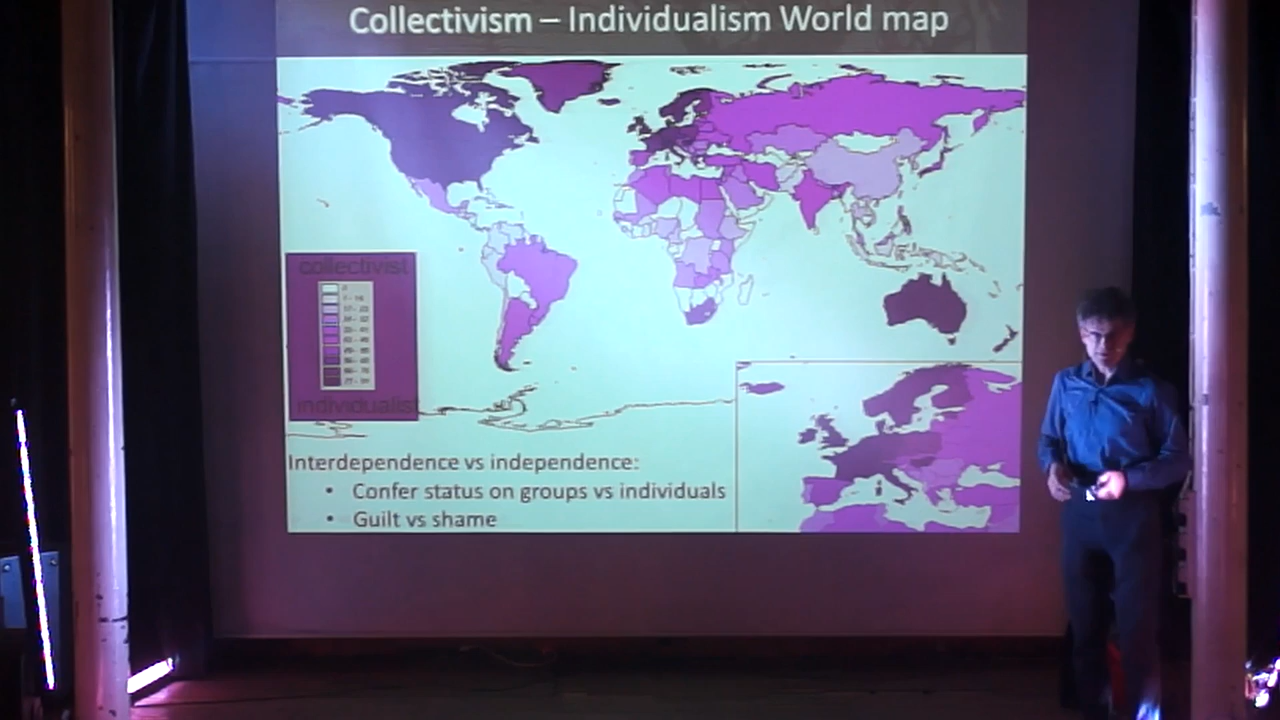 Collectivism – Individualism World map
collectivist
individualist
Interdependence vs independence:
• Confer status on groups vs individuals
• Guilt vs shame